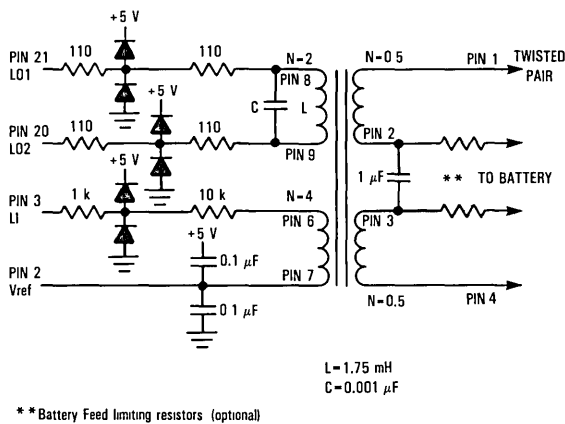 +5 V
PIN 21
LO1
110
110
N=2
PIN 8
N=0 5
PIN 1
TWISTED
PAIR
+5 V
C
L
PIN 20
LO2
110
110
PIN 9
PIN 2
+5 V
1 μF
** TO BATTERY
PIN 3
LI
1 k
10 k
N=4
PIN 6
PIN 3
+5 V
0.1 μF
PIN 2
Vref
PIN 7
0 1 μF
N=0.5
PIN 4
L=1.75 mH
C=0.001 μF
**Battery Feed limiting resistors (optional)